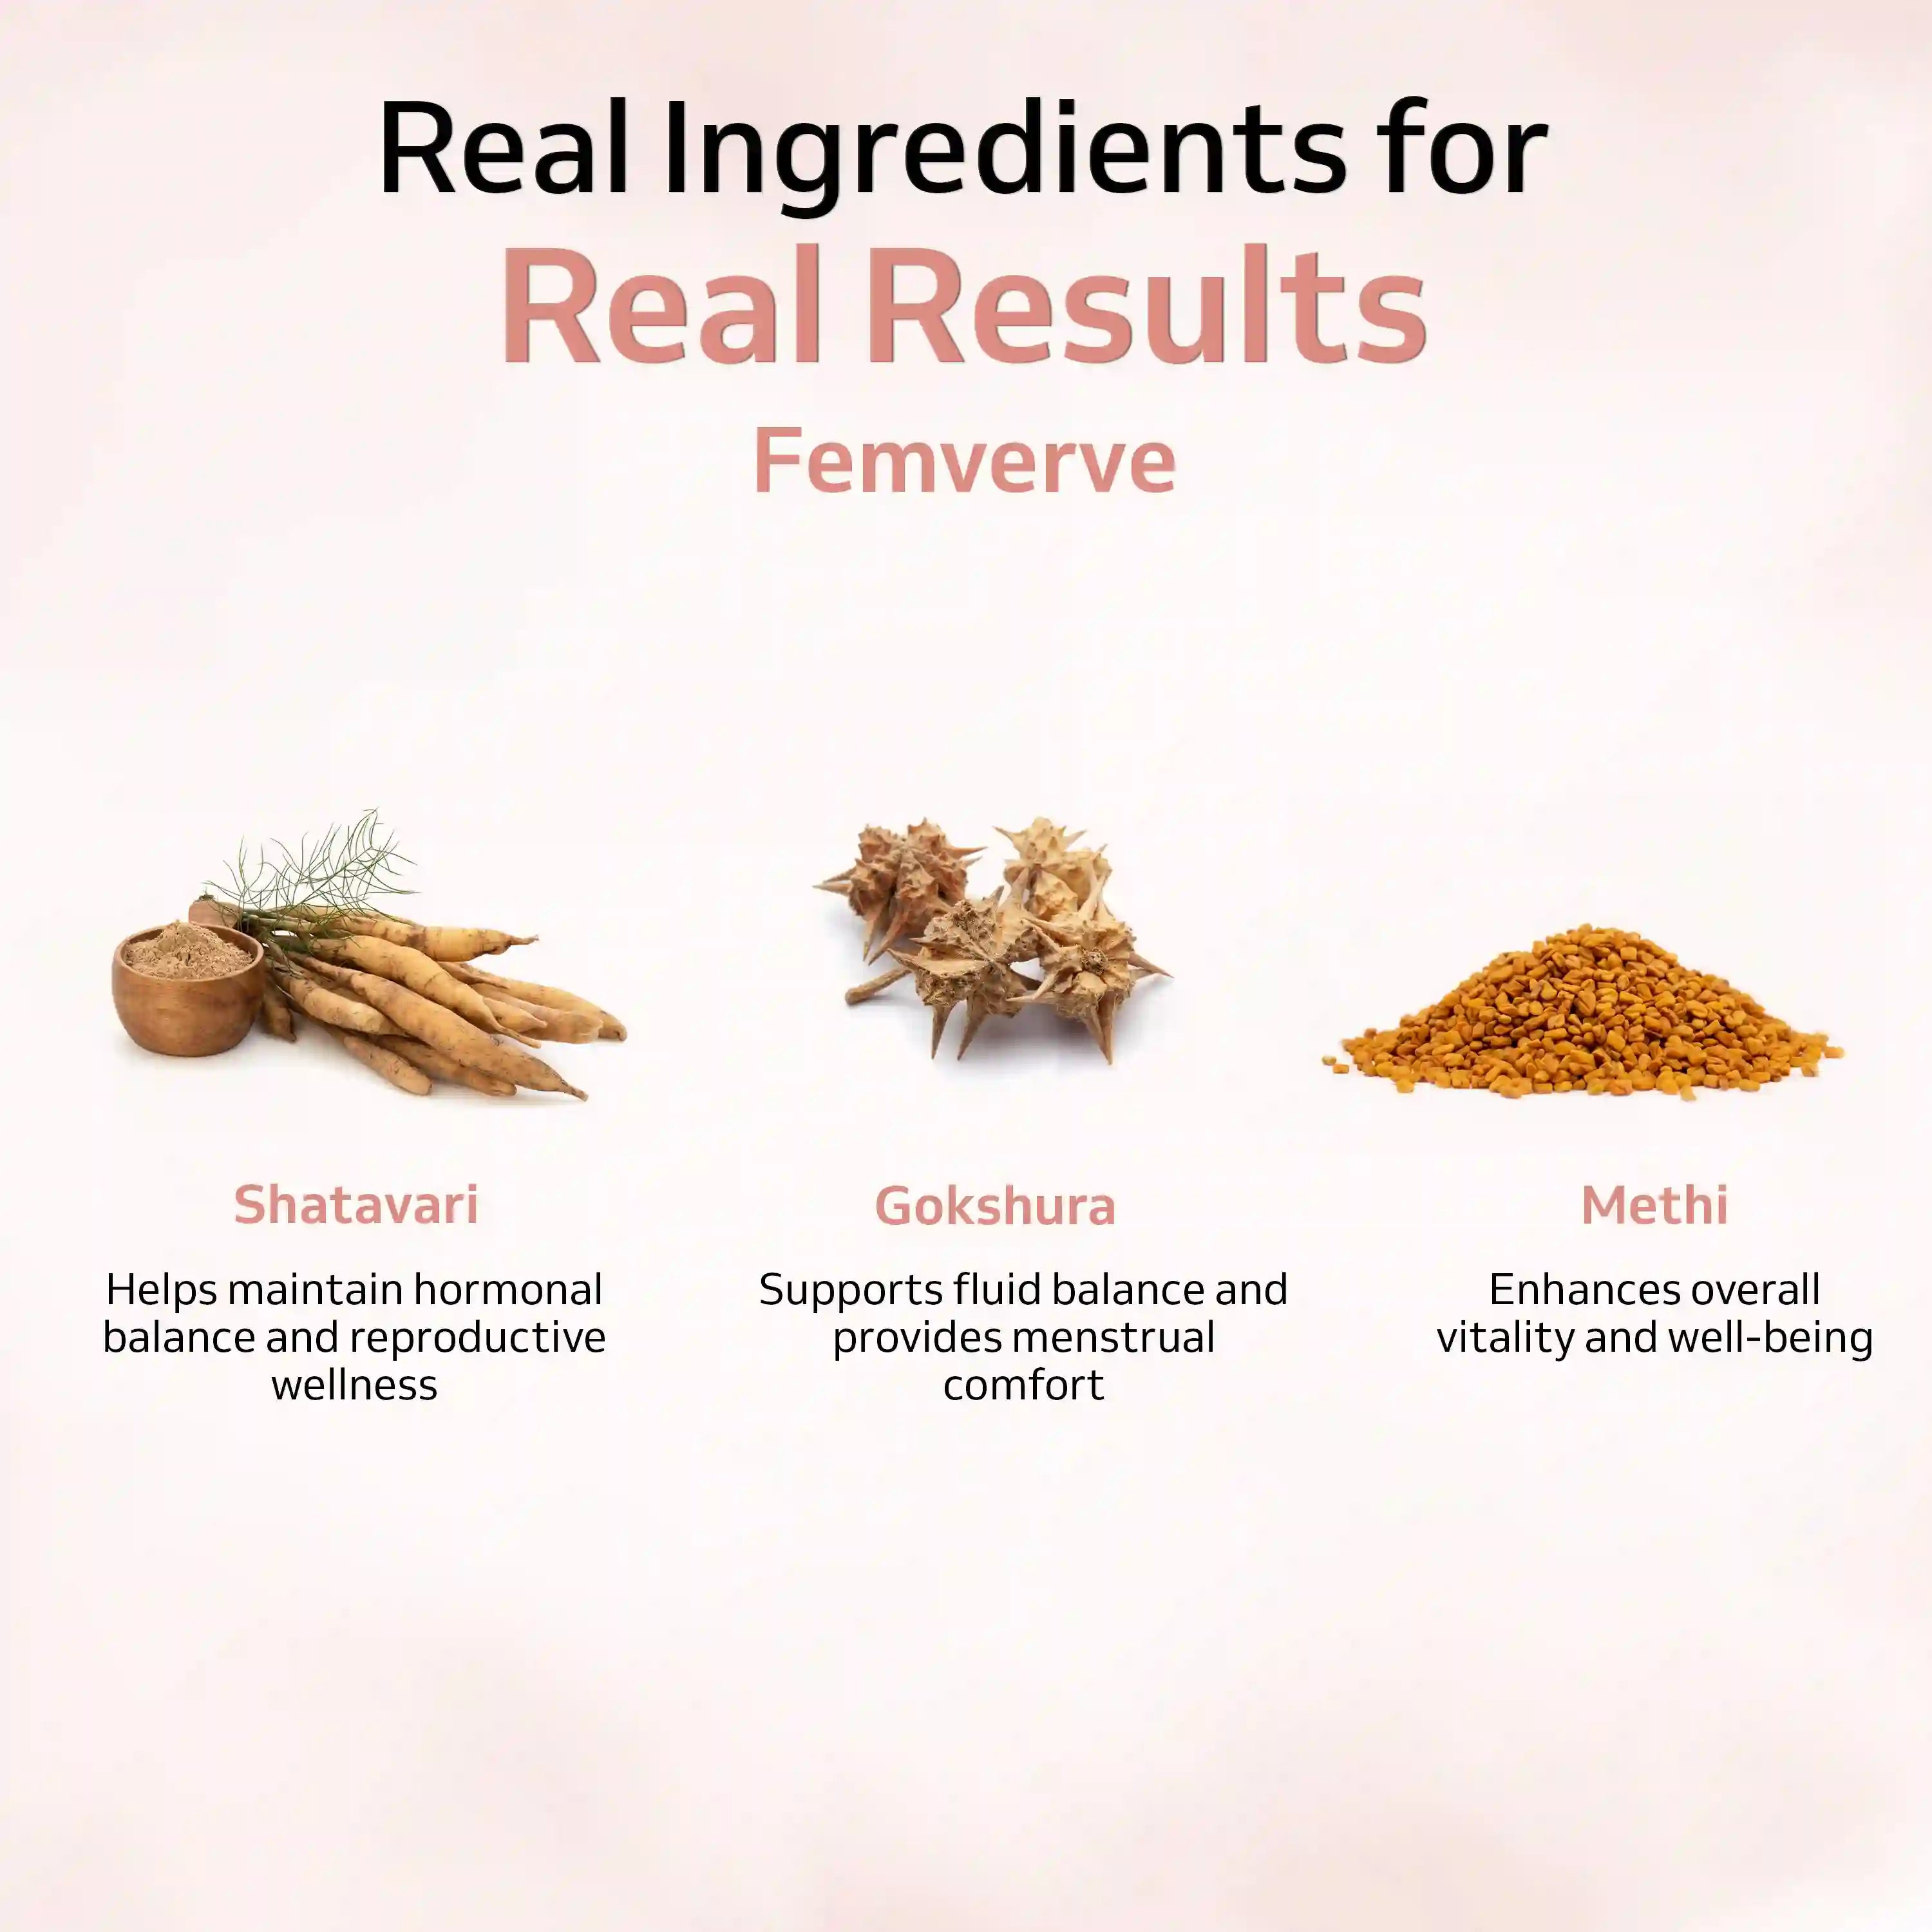 Real Ingredients for
Real Results
Femverve
Shatavari
Helps maintain hormonal
balance and reproductive
wellness
Gokshura
Supports fluid balance and
provides menstrual
comfort
Methi
Enhances overall
vitality and well-being